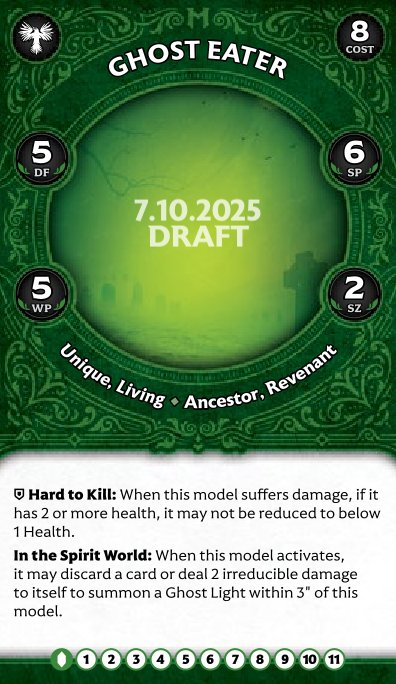 M
GHOST EATER
8
COST
5
DF
6
SP
7.10.2025
DRAFT
5
WP
2
SZ
Unique, Living ◆ Ancestor, Revenant
Hard to Kill: When this model suffers damage, if it
has 2 or more health, it may not be reduced to below
1 Health.
In the Spirit World: When this model activates,
it may discard a card or deal 2 irreducible damage
to itself to summon a Ghost Light within 3" of this
model.
1 2 3 4 5 6 7 8 9 10 11